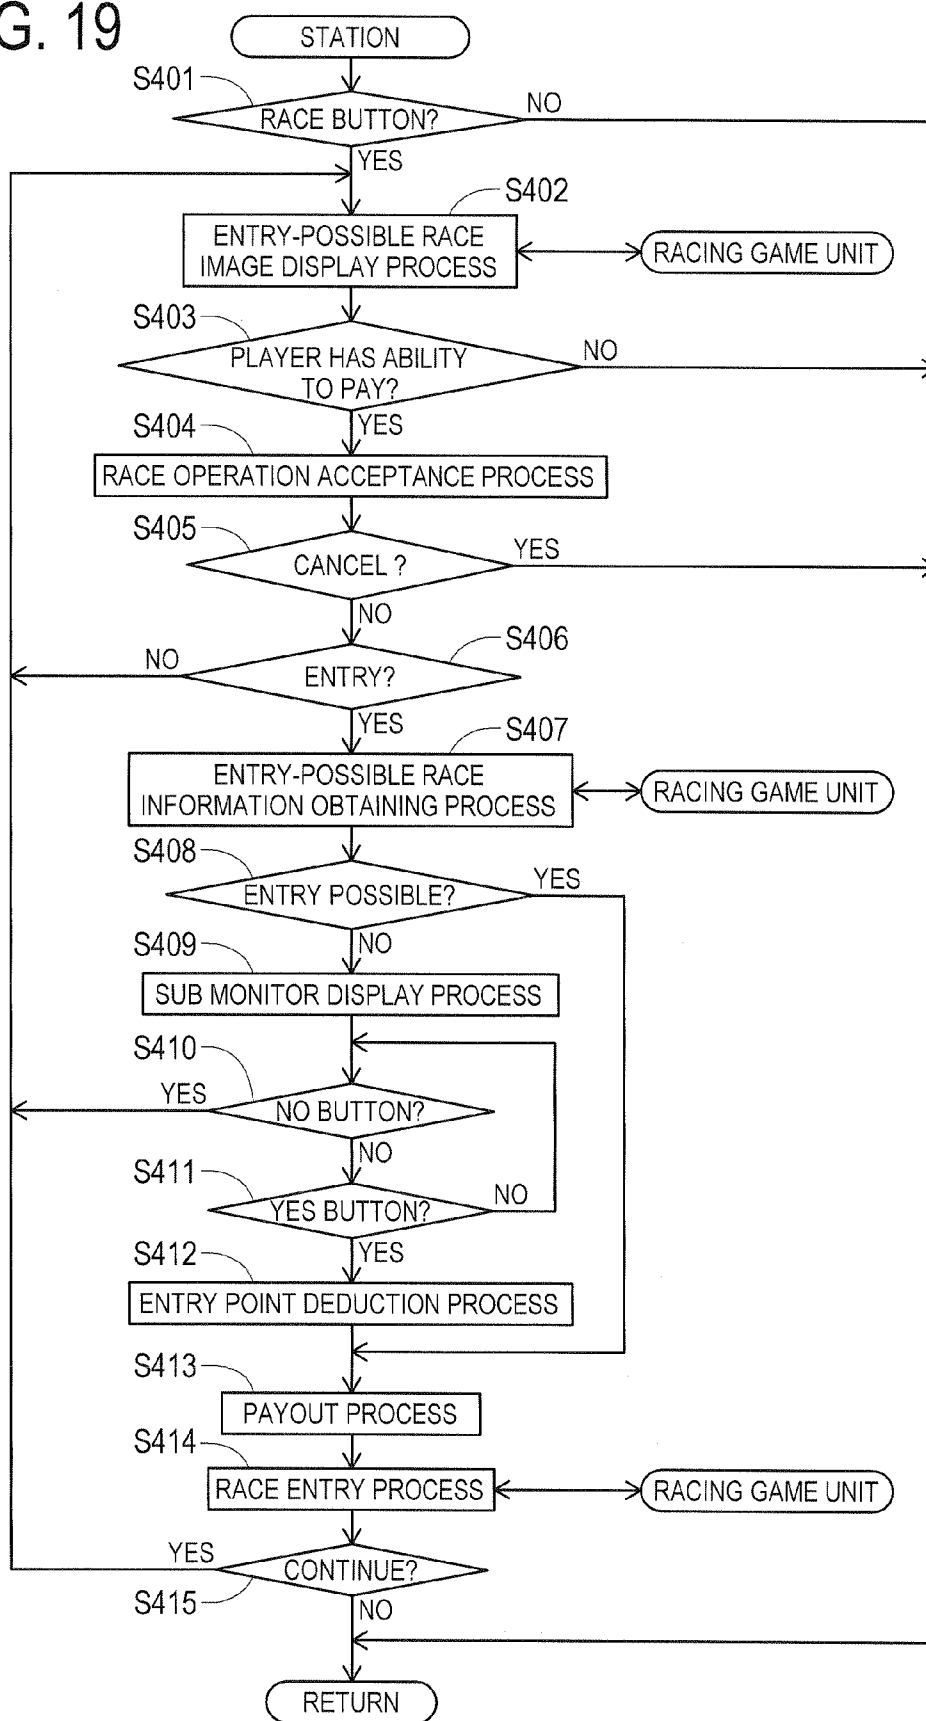 G. 19
STATION
S401
RACE BUTTON?
NO
YES
S402
ENTRY-POSSIBLE RACE
IMAGE DISPLAY PROCESS
RACING GAME UNIT
S403
PLAYER HAS ABILITY
TO PAY?
NO
YES
S404
RACE OPERATION ACCEPTANCE PROCESS
S405
CANCEL ?
YES
NO
S406
ENTRY?
NO
YES
S407
ENTRY-POSSIBLE RACE
INFORMATION OBTAINING PROCESS
RACING GAME UNIT
S408
ENTRY POSSIBLE?
YES
NO
S409
SUB MONITOR DISPLAY PROCESS
S410
YES
NO BUTTON?
NO
S411
YES BUTTON?
NO
YES
S412
ENTRY POINT DEDUCTION PROCESS
S413
PAYOUT PROCESS
S414
RACE ENTRY PROCESS
RACING GAME UNIT
YES
CONTINUE?
S415
NO
RETURN